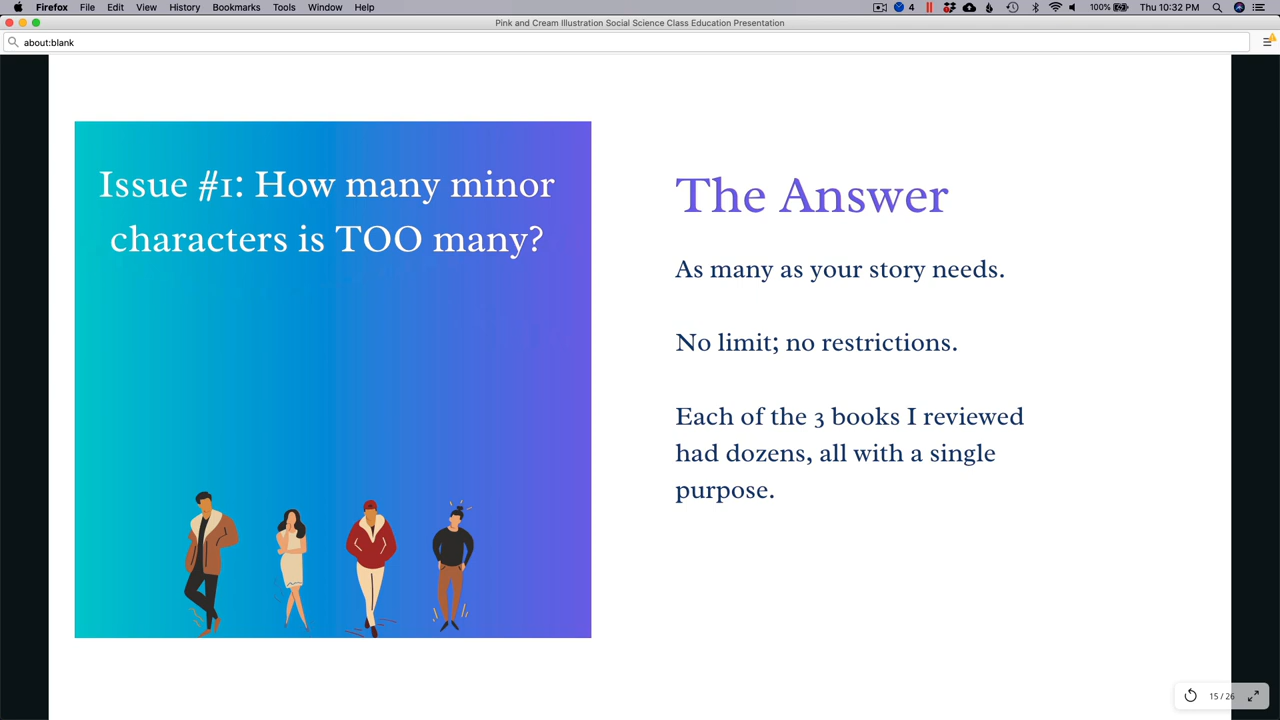 Firefox File Edit View History Bookmarks Tools Window Help 4 100% Thu 10:32 PM
Pink and Cream Illustration Social Science Class Education Presentation
about:blank
Issue #1: How many minor
characters is TOO many?
The Answer
As many as your story needs.
No limit; no restrictions.
Each of the 3 books I reviewed
had dozens, all with a single
purpose.
15 / 26